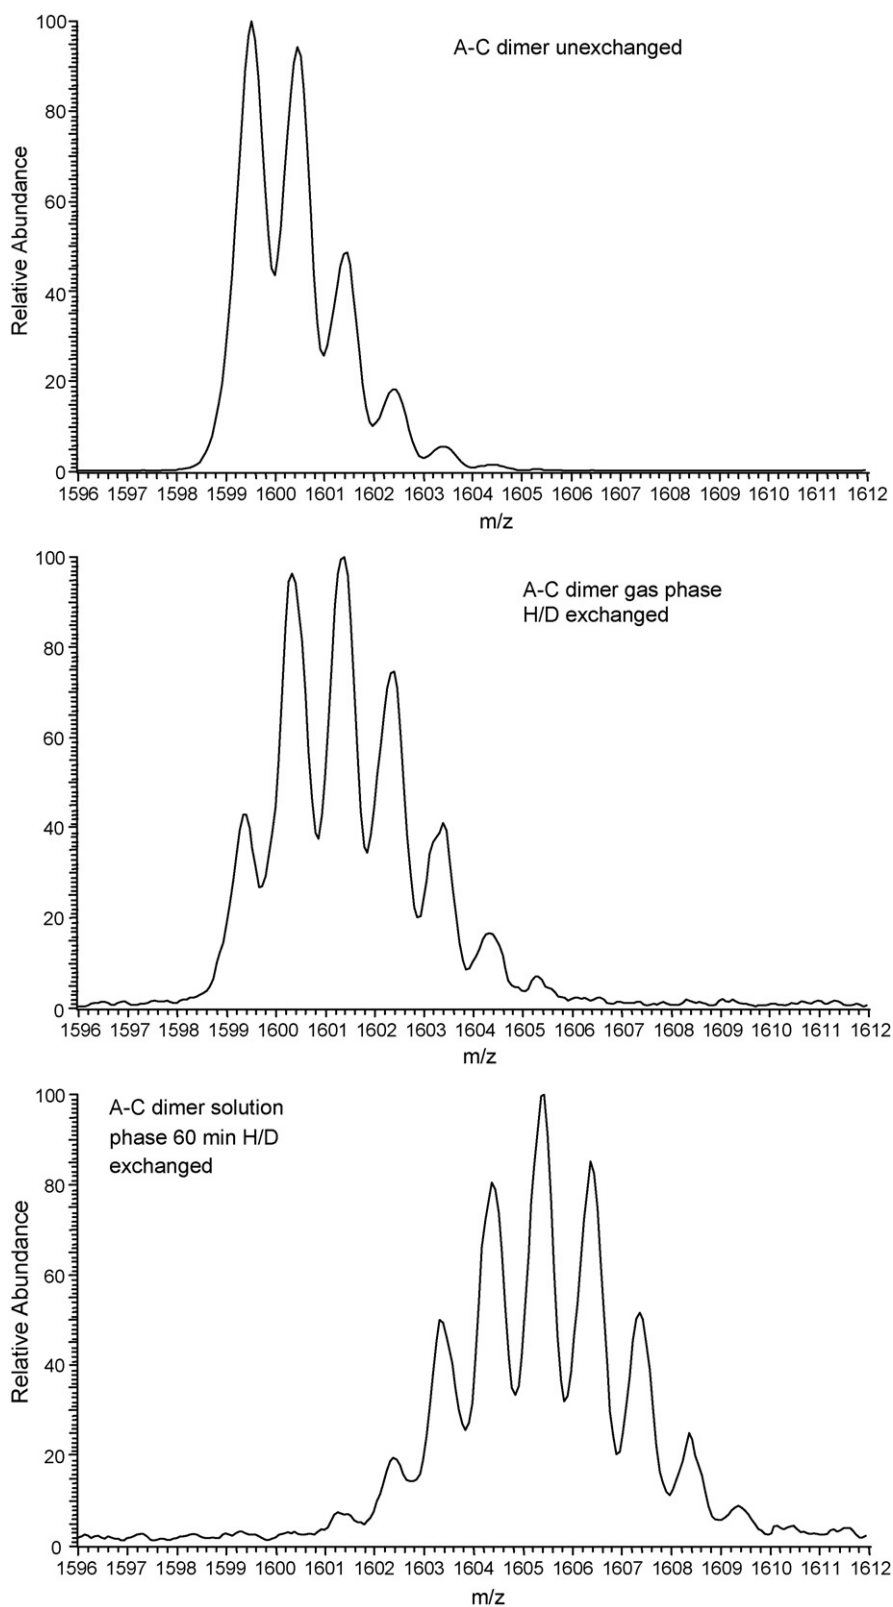 A-C dimer unexchanged
Relative Abundance
100
80
60
40
20
0
1596 1597 1598 1599 1600 1601 1602 1603 1604 1605 1606 1607 1608 1609 1610 1611 1612
m/z
A-C dimer gas phase
H/D exchanged
100
80
60
40
20
0
1596 1597 1598 1599 1600 1601 1602 1603 1604 1605 1606 1607 1608 1609 1610 1611 1612
m/z
A-C dimer solution
phase 60 min H/D
exchanged
Relative Abundance
100
80
60
40
20
0
1596 1597 1598 1599 1600 1601 1602 1603 1604 1605 1606 1607 1608 1609 1610 1611 1612
m/z